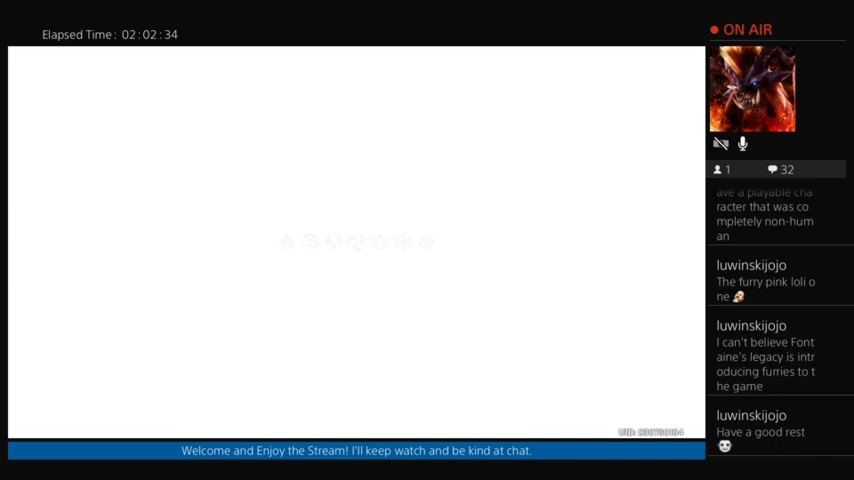 Elapsed Time: 02:02:34
ON AIR
1
32
ave a playable cha
racter that was co
mpletely non-hum
an
luwinskijojo
The furry pink loli o
ne
luwinskijojo
I can't believe Font
aine's legacy is intr
oducing furries to t
he game
luwinskijojo
Have a good rest
UID: 830750104
Welcome and Enjoy the Stream! I'll keep watch and be kind at chat.